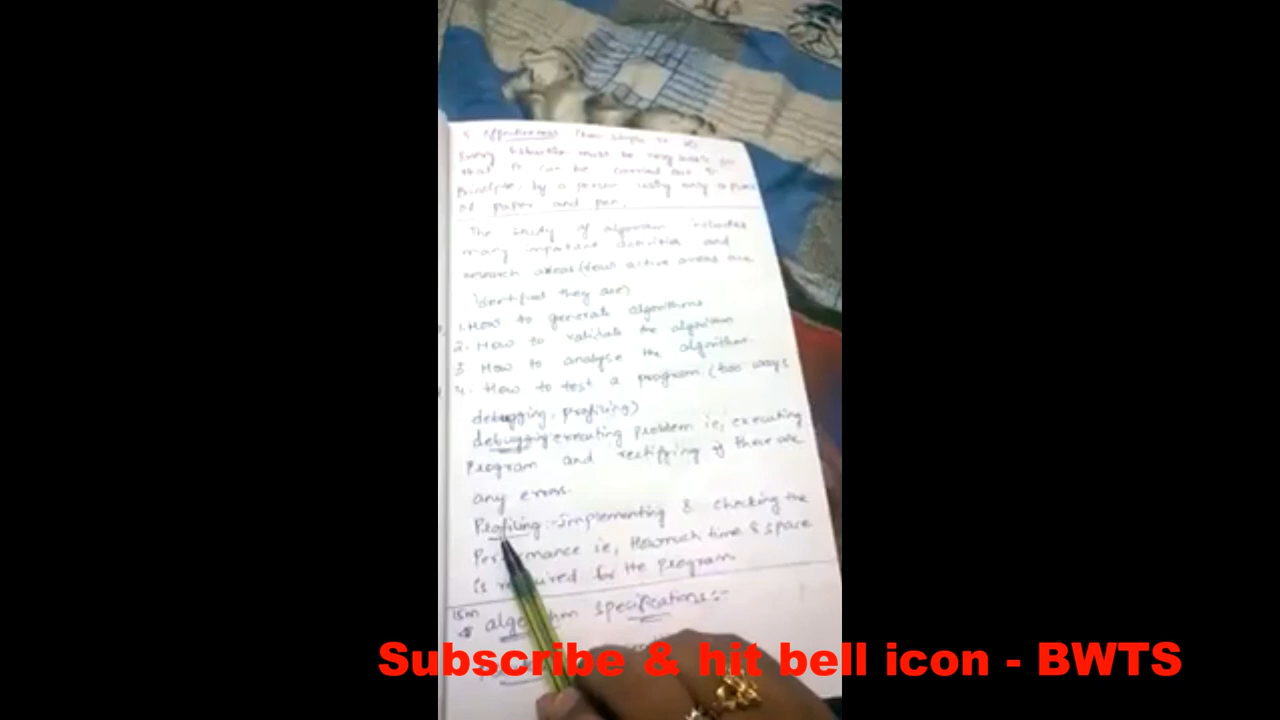 5. effectiveness
Every must be very basic so
that it can be carried out
Principle, by a person using only a piece
of paper and pen.
The study of algorithm includes
many important activities and
research areas (four active areas are
Identified they are)
1. How to generate algorithms
2. How to validate the algorithm
3. How to analyse the algorithm.
4. How to test a program (two ways
debugging, profiling)
debugging executing problem ie, executing
Program and rectifying if there are
any errors.
Profiling :- Implementing & checking the
Performance ie, How much time & space
is required for the Program.
15m
algorithm specifications :-
Subscribe & hit bell icon - BWTS